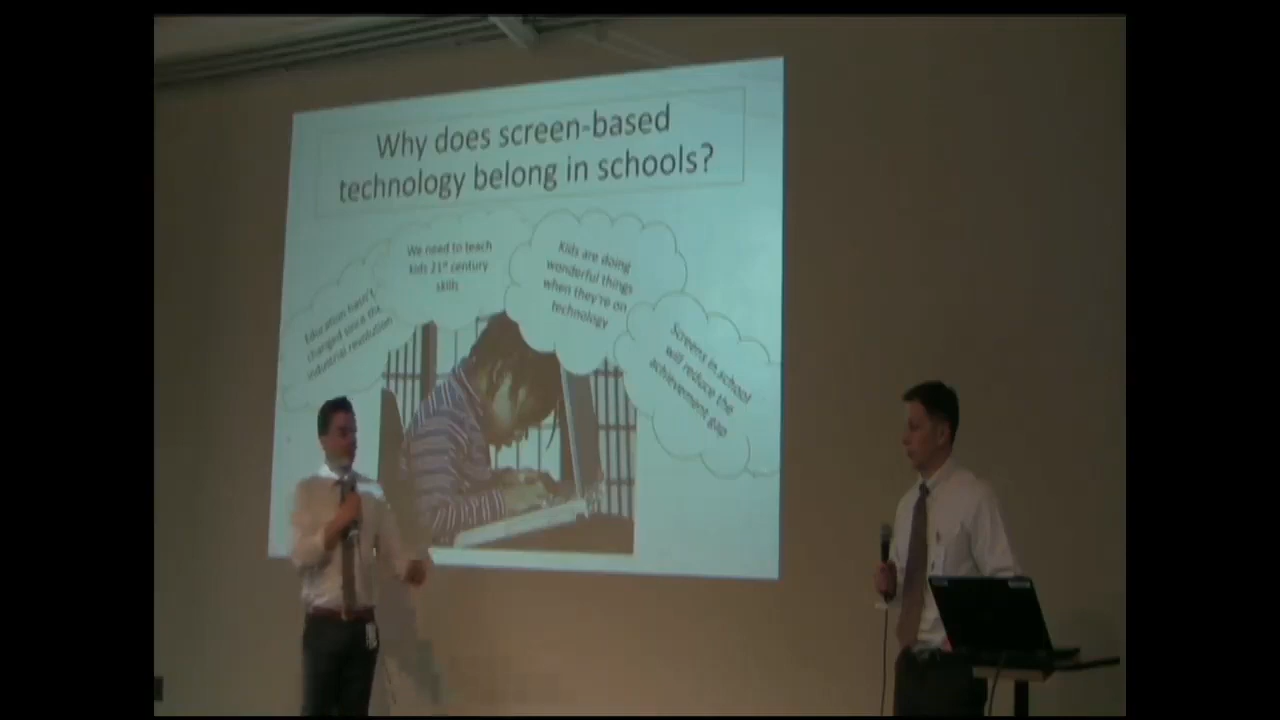 Why does screen-based
technology belong in schools?
Education hasn't
changed since the
industrial revolution
We need to teach
kids 21st century
skills
Kids are doing
wonderful things
when they're on
technology
Screens in school
will reduce the
achievement gap